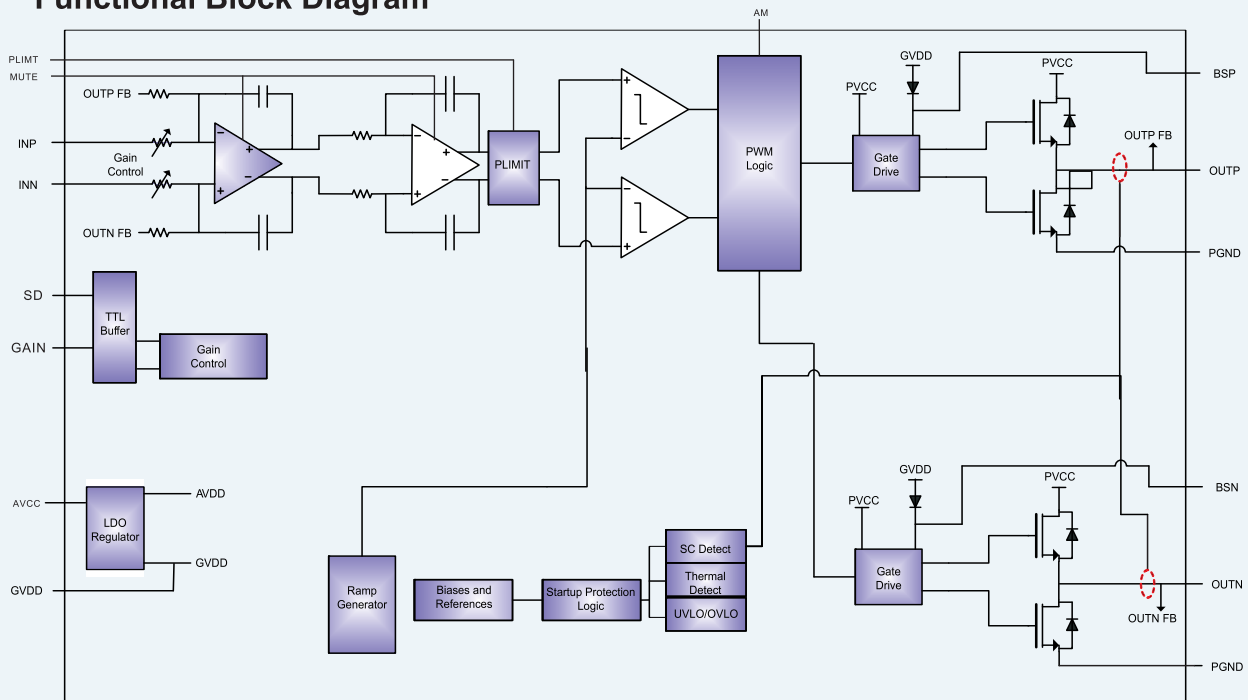 Functional Block Diagram
AM
PLIMT
MUTE
OUTP FB
INP
Gain
Control
INN
OUTN FB
PLIMIT
PWM
Logic
PVCC
GVDD
Gate
Drive
PVCC
BSP
OUTP FB
OUTP
PGND
SD
GAIN
TTL
Buffer
Gain
Control
AVCC
LDO
Regulator
AVDD
GVDD
GVDD
Ramp
Generator
Biases and
References
Startup Protection
Logic
SC Detect
Thermal
Detect
UVLO/OVLO
PVCC
GVDD
Gate
Drive
PVCC
BSN
OUTN
OUTN FB
PGND